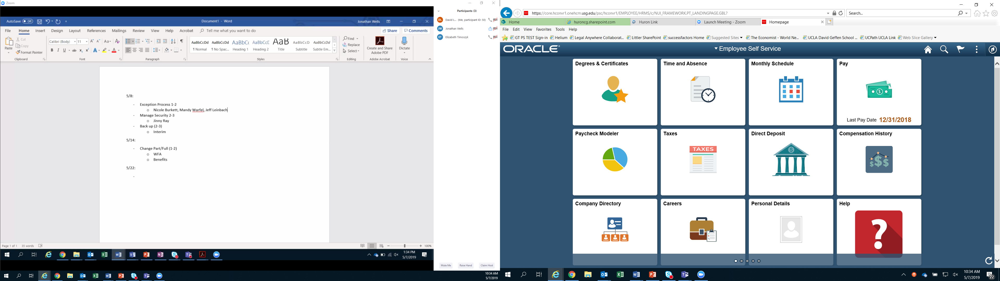 Zoom
AutoSave Off
Document1 - Word
Jonathan Wells
File Home Insert Design Layout References Mailings Review View Help Acrobat Tell me what you want to do
Share Comments
Paste
Cut
Copy
Format Painter
Calibri (Body) 11
AaBbCcDd AaBbCcDd AaBbCc AaBbCcC AaB AaBbCcD AaBbCcDd
¶ Normal ¶ No Spac... Heading 1 Heading 2 Title Subtitle Subtle Em...
Find
Replace
Select
Create and Share
Adobe PDF
Dictate
Clipboard Font Paragraph Styles Editing Adobe Acrobat Voice
5/8:
- Exception Process 1-2
o Nicole Burkett, Mandy Warfel, Jeff Leinbach
- Manage Security 2-3
o Jinny Ray
- Back up (2-3)
o Interim
5/14:
- Change Part/Full (1-2)
o WFA
o Benefits
5/22:
-
Page 1 of 1 35 words
100%
1:34 PM
5/7/2019
Participants (3)
DL David L... (Me, participant ID: 50)
JW Jonathan Wells
ET Elizabeth Timoszyk
Mute Me Raise Hand Claim Host
10:34 AM
5/7/2019
https://core.hconvr1.onehcm.usg.edu/psc/hconvr1/EMPLOYEE/HRMS/c/NUI_FRAMEWORK.PT_LANDINGPAGE.GBL?
Search...
Home huroncg.sharepoint.com Huron Link Launch Meeting - Zoom Homepage
File Edit View Favorites Tools Help
GT PS TEST Sign-in Helium Legal Anywhere Collaborat... Littler SharePoint successfactors Home Suggested Sites The Economist - World Ne... UCLA David Geffen School ... UCPath UCLA Link Web Slice Gallery
ORACLE
Employee Self Service
Degrees & Certificates Time and Absence Monthly Schedule Pay
Last Pay Date 12/31/2018
Paycheck Modeler Taxes Direct Deposit Compensation History
TAXES
Company Directory Careers Personal Details Help
10:34 AM
5/7/2019
22